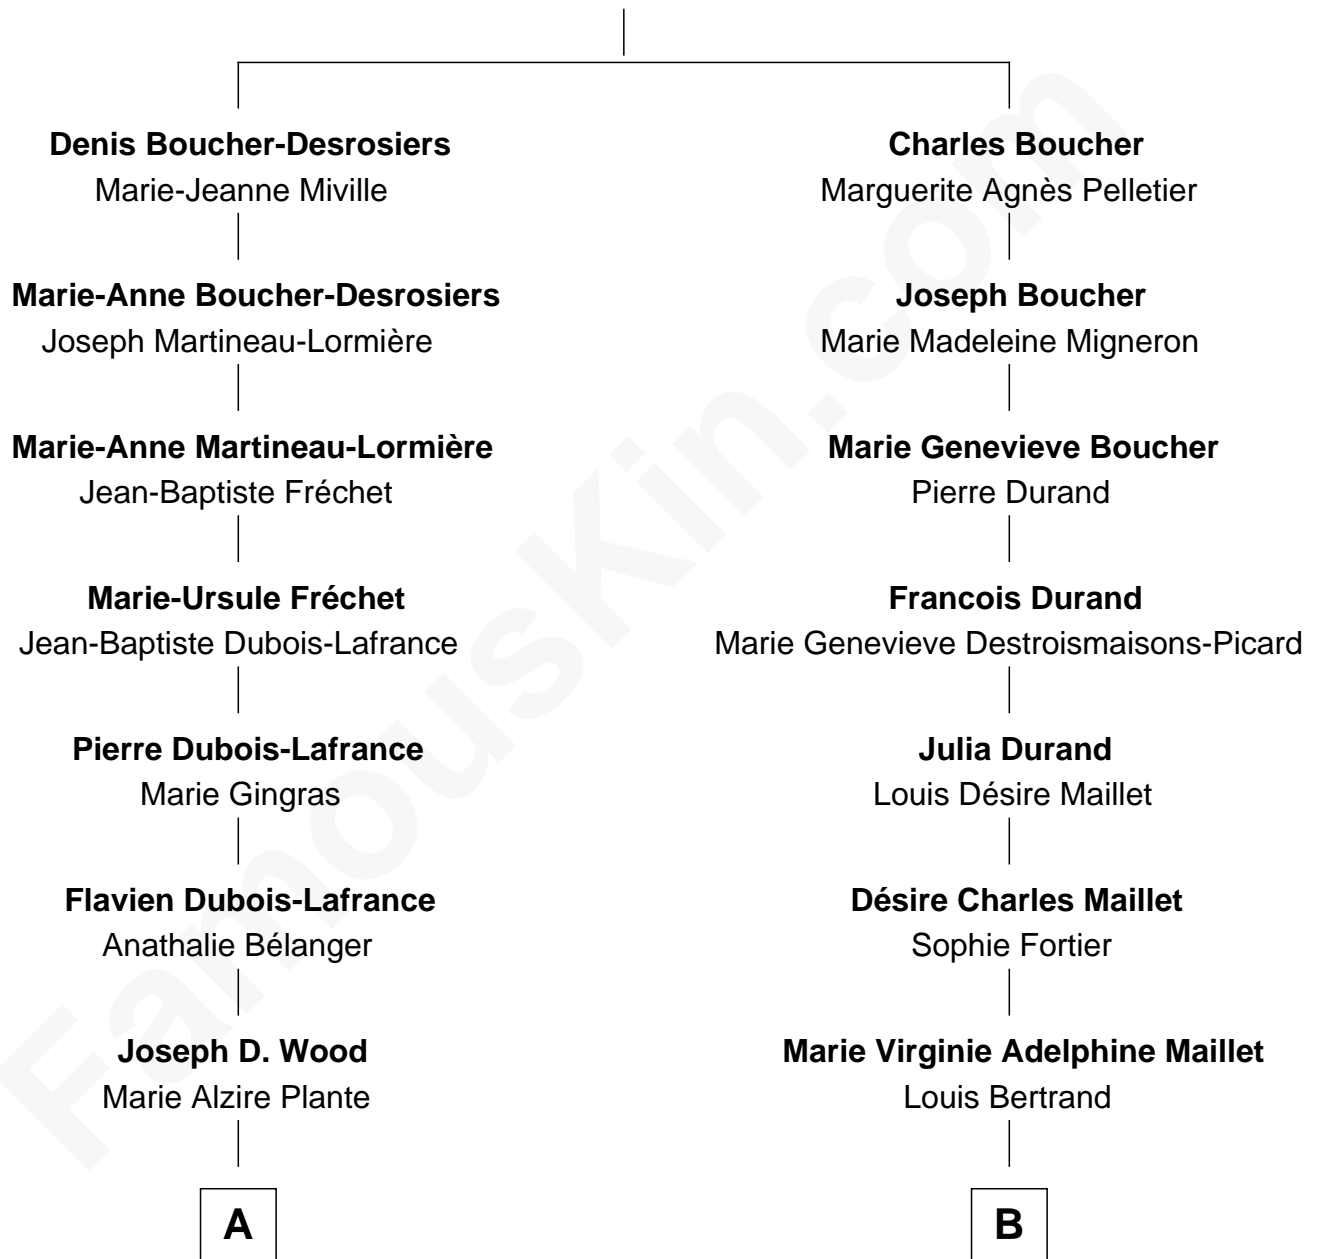 Denis Boucher-Desrosiers
Marie-Jeanne Miville
Marie-Anne Boucher-Desrosiers
Joseph Martineau-Lormière
Marie-Anne Martineau-Lormière
Jean-Baptiste Fréchet
Marie-Ursule Fréchet
Jean-Baptiste Dubois-Lafrance
Pierre Dubois-Lafrance
Marie Gingras
Flavien Dubois-Lafrance
Anathalie Bélanger
Joseph D. Wood
Marie Alzire Plante
A
Charles Boucher
Marguerite Agnès Pelletier
Joseph Boucher
Marie Madeleine Migneron
Marie Genevieve Boucher
Pierre Durand
Francois Durand
Marie Genevieve Destroismaisons-Picard
Julia Durand
Louis Désire Maillet
Désire Charles Maillet
Sophie Fortier
Marie Virginie Adelphine Maillet
Louis Bertrand
B
FamousKin.com